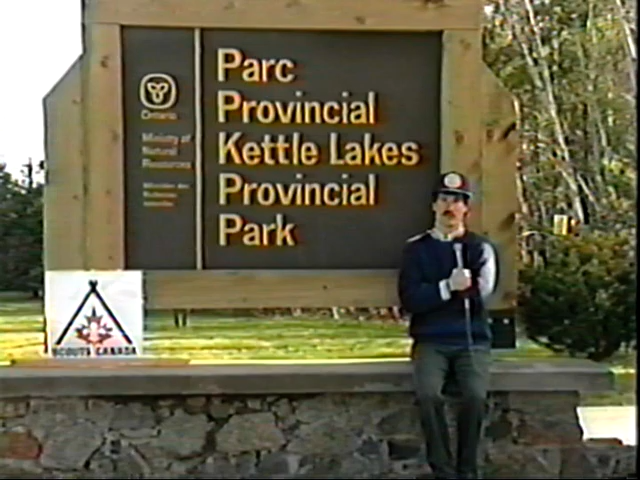 Parc
Provincial
Kettle Lakes
Provincial
Park
Ontario
Ministry of
Natural
Resources
SCOUTS CANADA